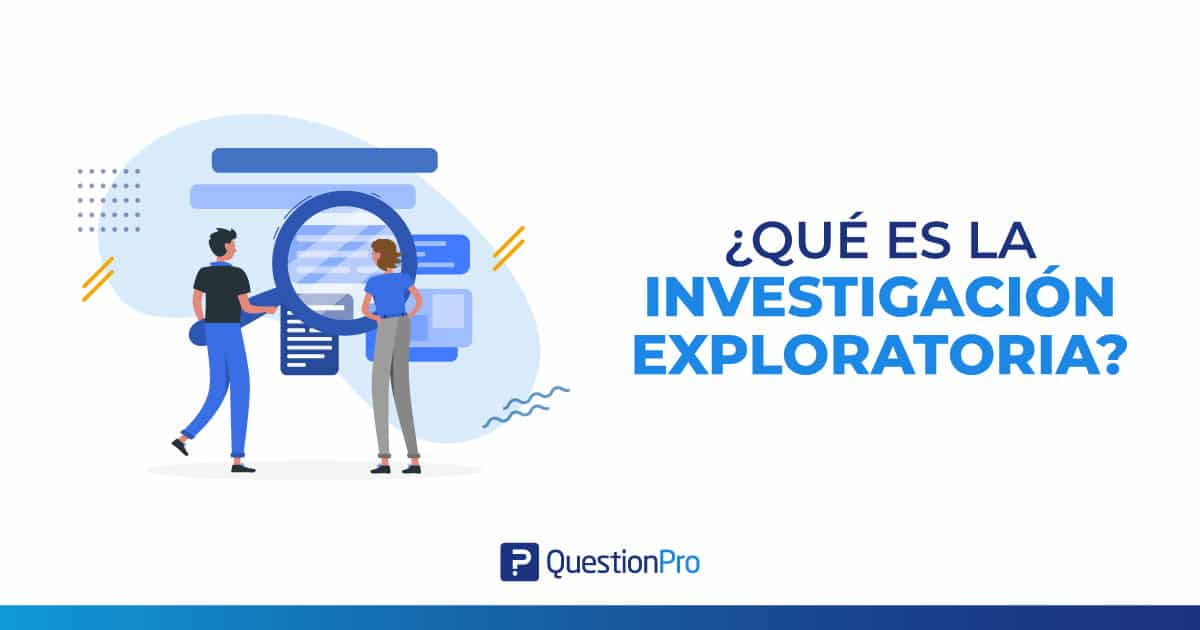 ¿QUÉ ES LA
INVESTIGACIÓN
EXPLORATORIA?
QuestionPro